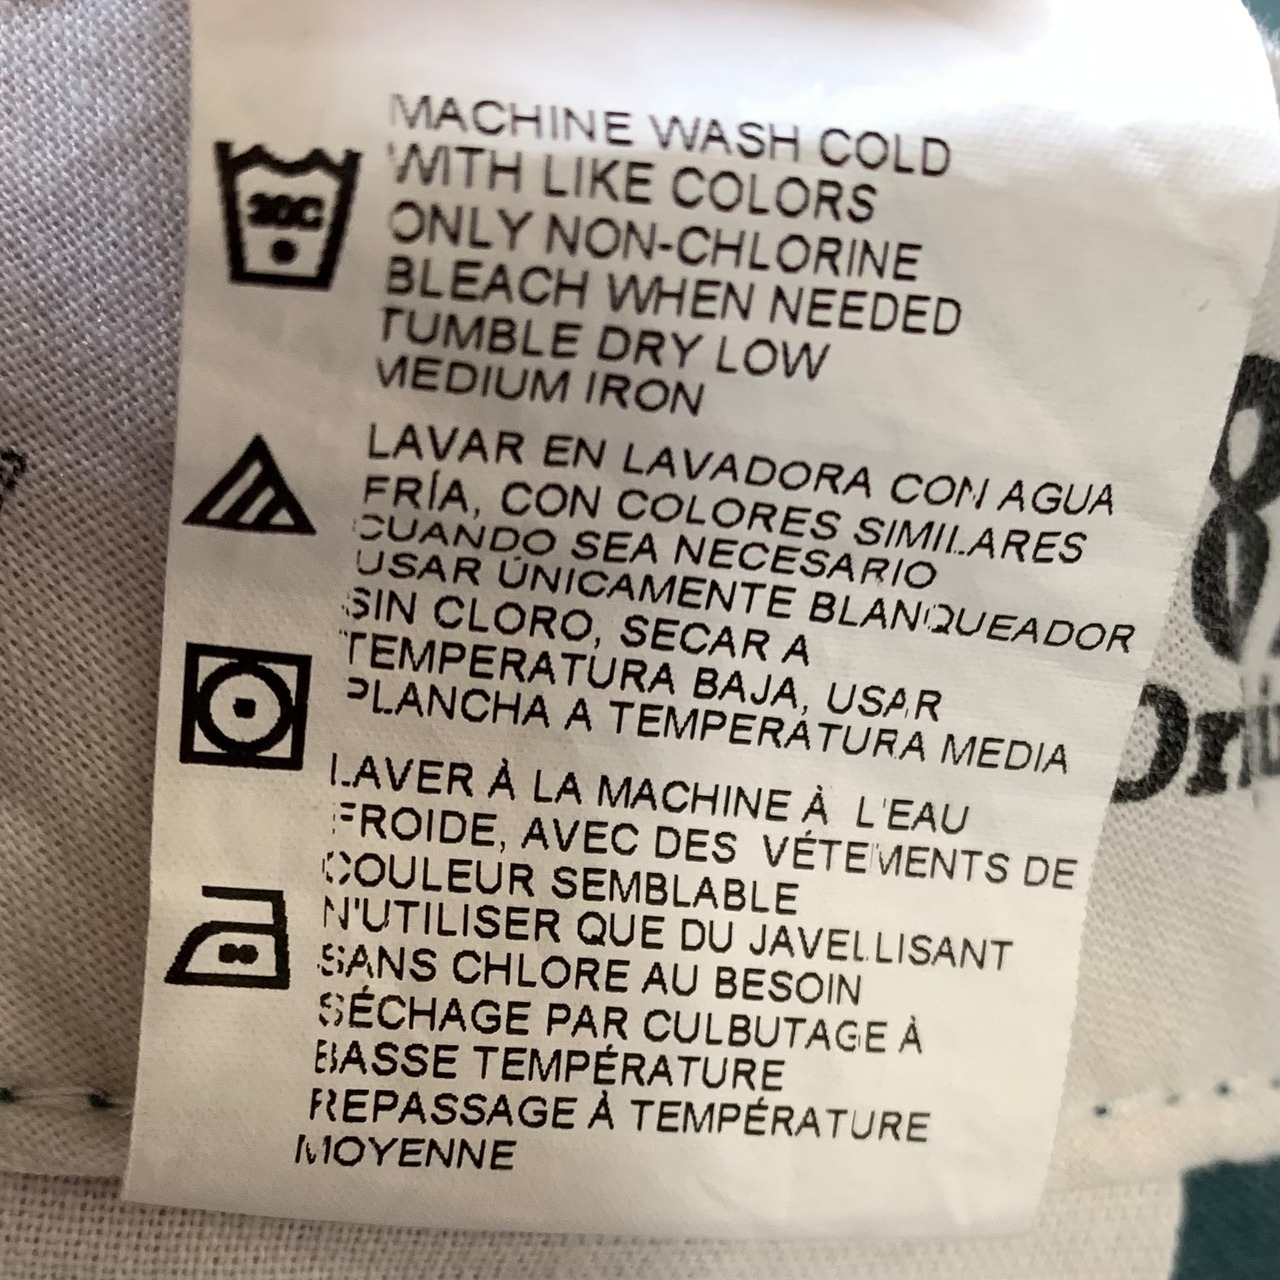 MACHINE WASH COLD
WITH LIKE COLORS
ONLY NON-CHLORINE
BLEACH WHEN NEEDED
TUMBLE DRY LOW
MEDIUM IRON
30C
LAVAR EN LAVADORA CON AGUA
FRÍA, CON COLORES SIMILARES
CUANDO SEA NECESARIO
USAR ÚNICAMENTE BLANQUEADOR
SIN CLORO, SECAR A
TEMPERATURA BAJA, USAR
PLANCHA A TEMPERATURA MEDIA
LAVER À LA MACHINE À L'EAU
FROIDE, AVEC DES VÉTEMENTS DE
COULEUR SEMBLABLE
N'UTILISER QUE DU JAVELLISANT
SANS CHLORE AU BESOIN
SÉCHAGE PAR CULBUTAGE À
BASSE TEMPÉRATURE
REPASSAGE À TEMPÉRATURE
MOYENNE